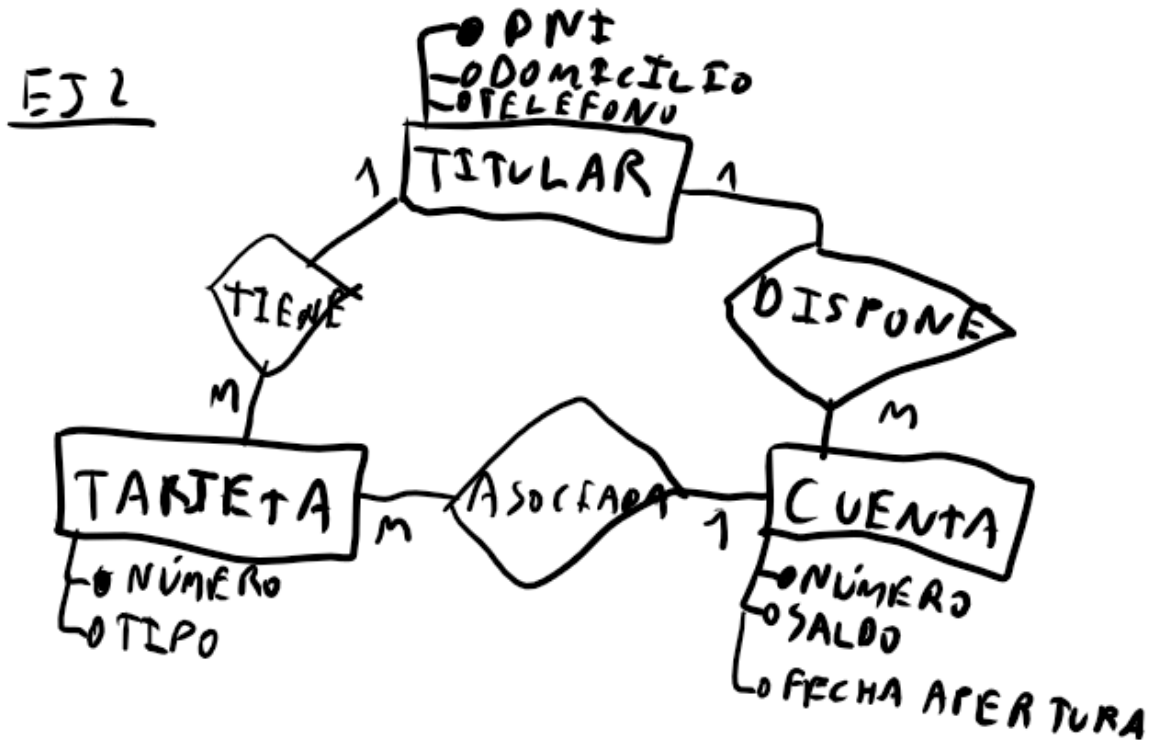 EJ 2
DNI
DOMICILIO
TELEFONO
TITULAR
1
1
TIENE
DISPONE
M
M
TARJETA
M
ASOCIADA
1
CUENTA
NÚMERO
TIPO
NÚMERO
SALDO
FECHA APERTURA